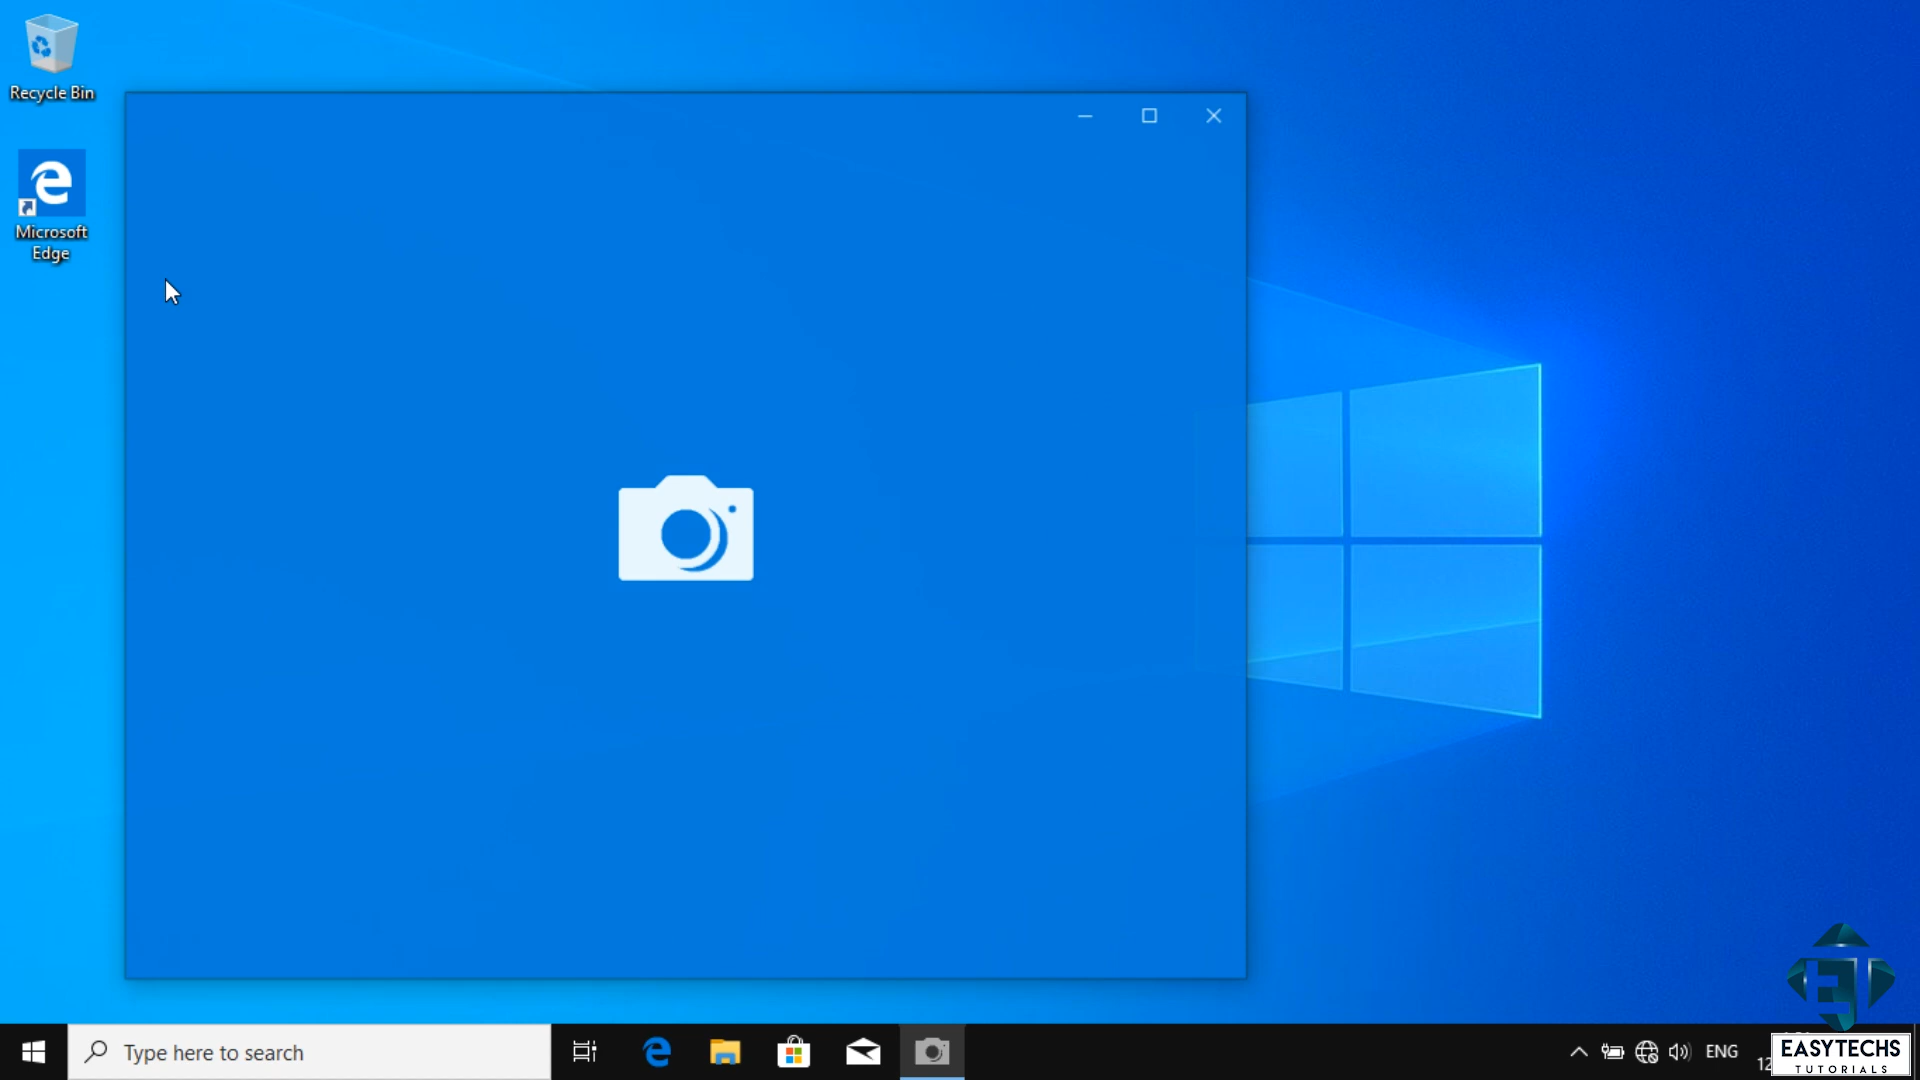 Recycle Bin
Microsoft
Edge
Type here to search
ENG
EASYTECHS
TUTORIALS